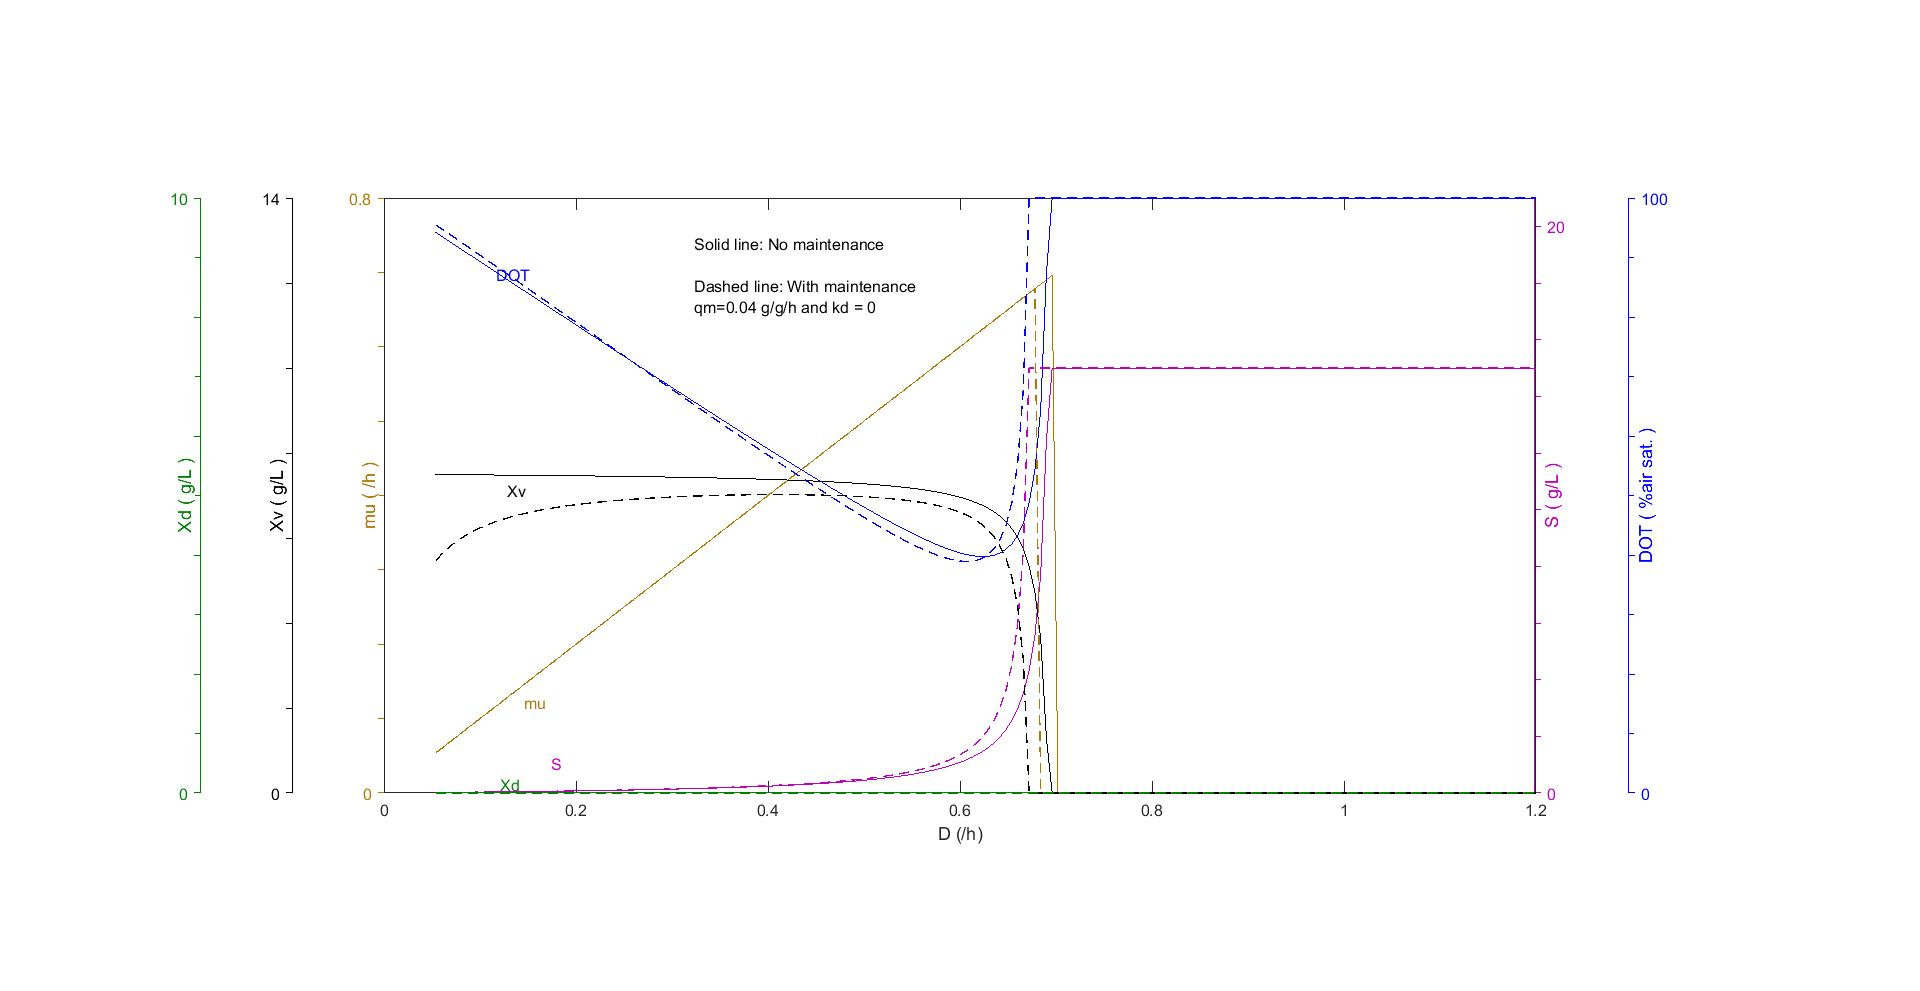 10
14
0.8
100
20
Solid line: No maintenance
DOT
Dashed line: With maintenance
qm=0.04 g/g/h and kd = 0
Xd ( g/L )
Xv ( g/L )
mu ( /h )
S ( g/L )
DOT ( %air sat. )
Xv
mu
S
Xd
0
0
0
0
0
0
0.2
0.4
0.6
0.8
1
1.2
D (/h)